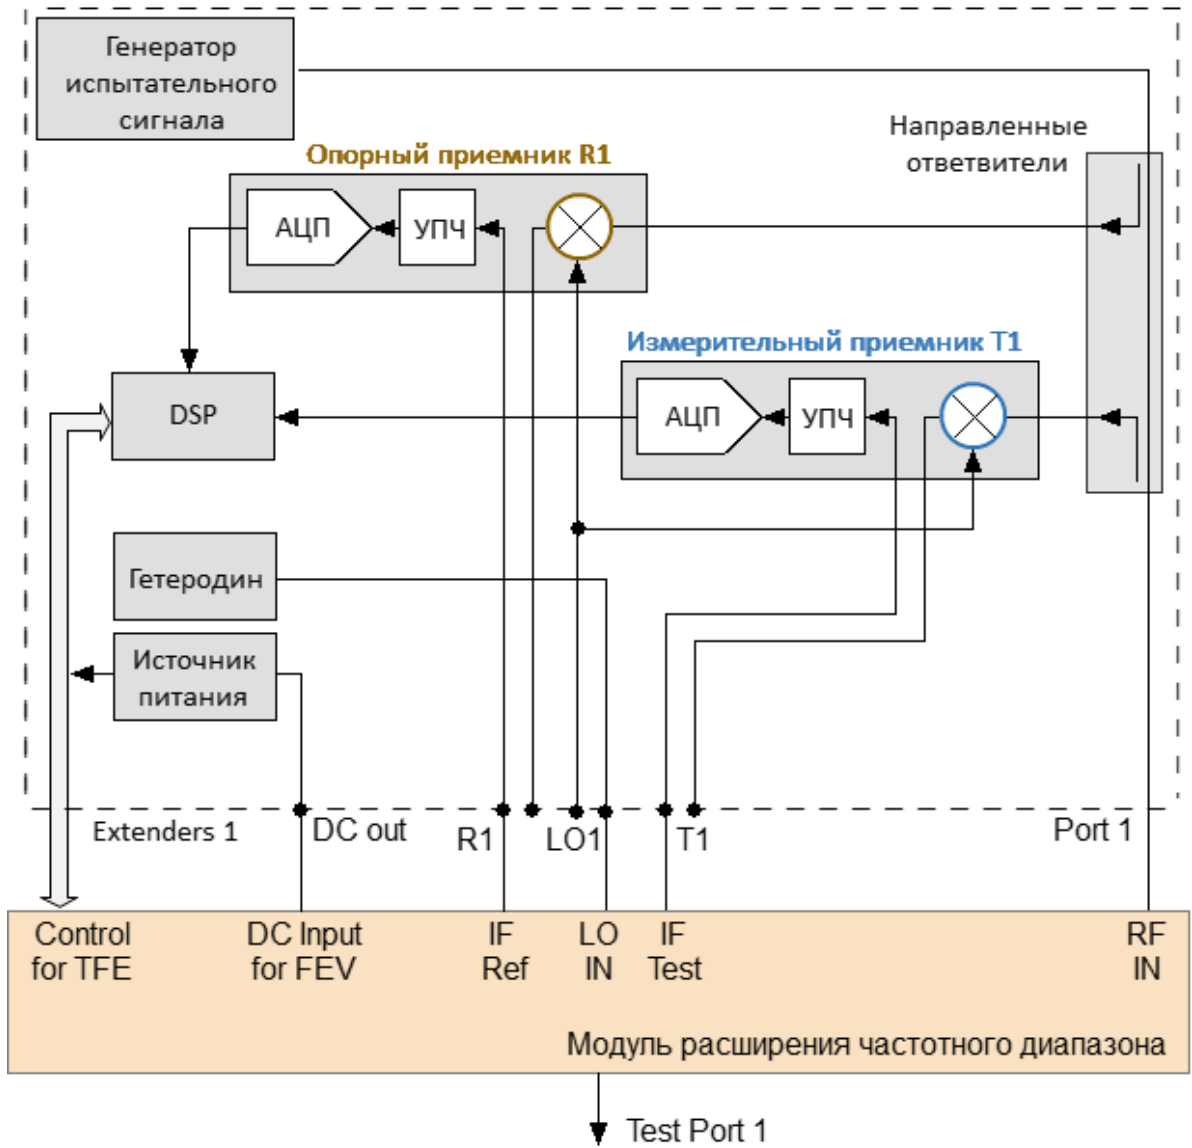 Генератор
испытательного
сигнала
Направленные
ответвители
Опорный приемник R1
АЦП
УПЧ
Измерительный приемник T1
АЦП
УПЧ
DSP
Гетеродин
Источник
питания
Extenders 1
DC out
R1
LO1
T1
Port 1
Control
for TFE
DC Input
for FEV
IF
Ref
LO
IN
IF
Test
RF
IN
Модуль расширения частотного диапазона
Test Port 1